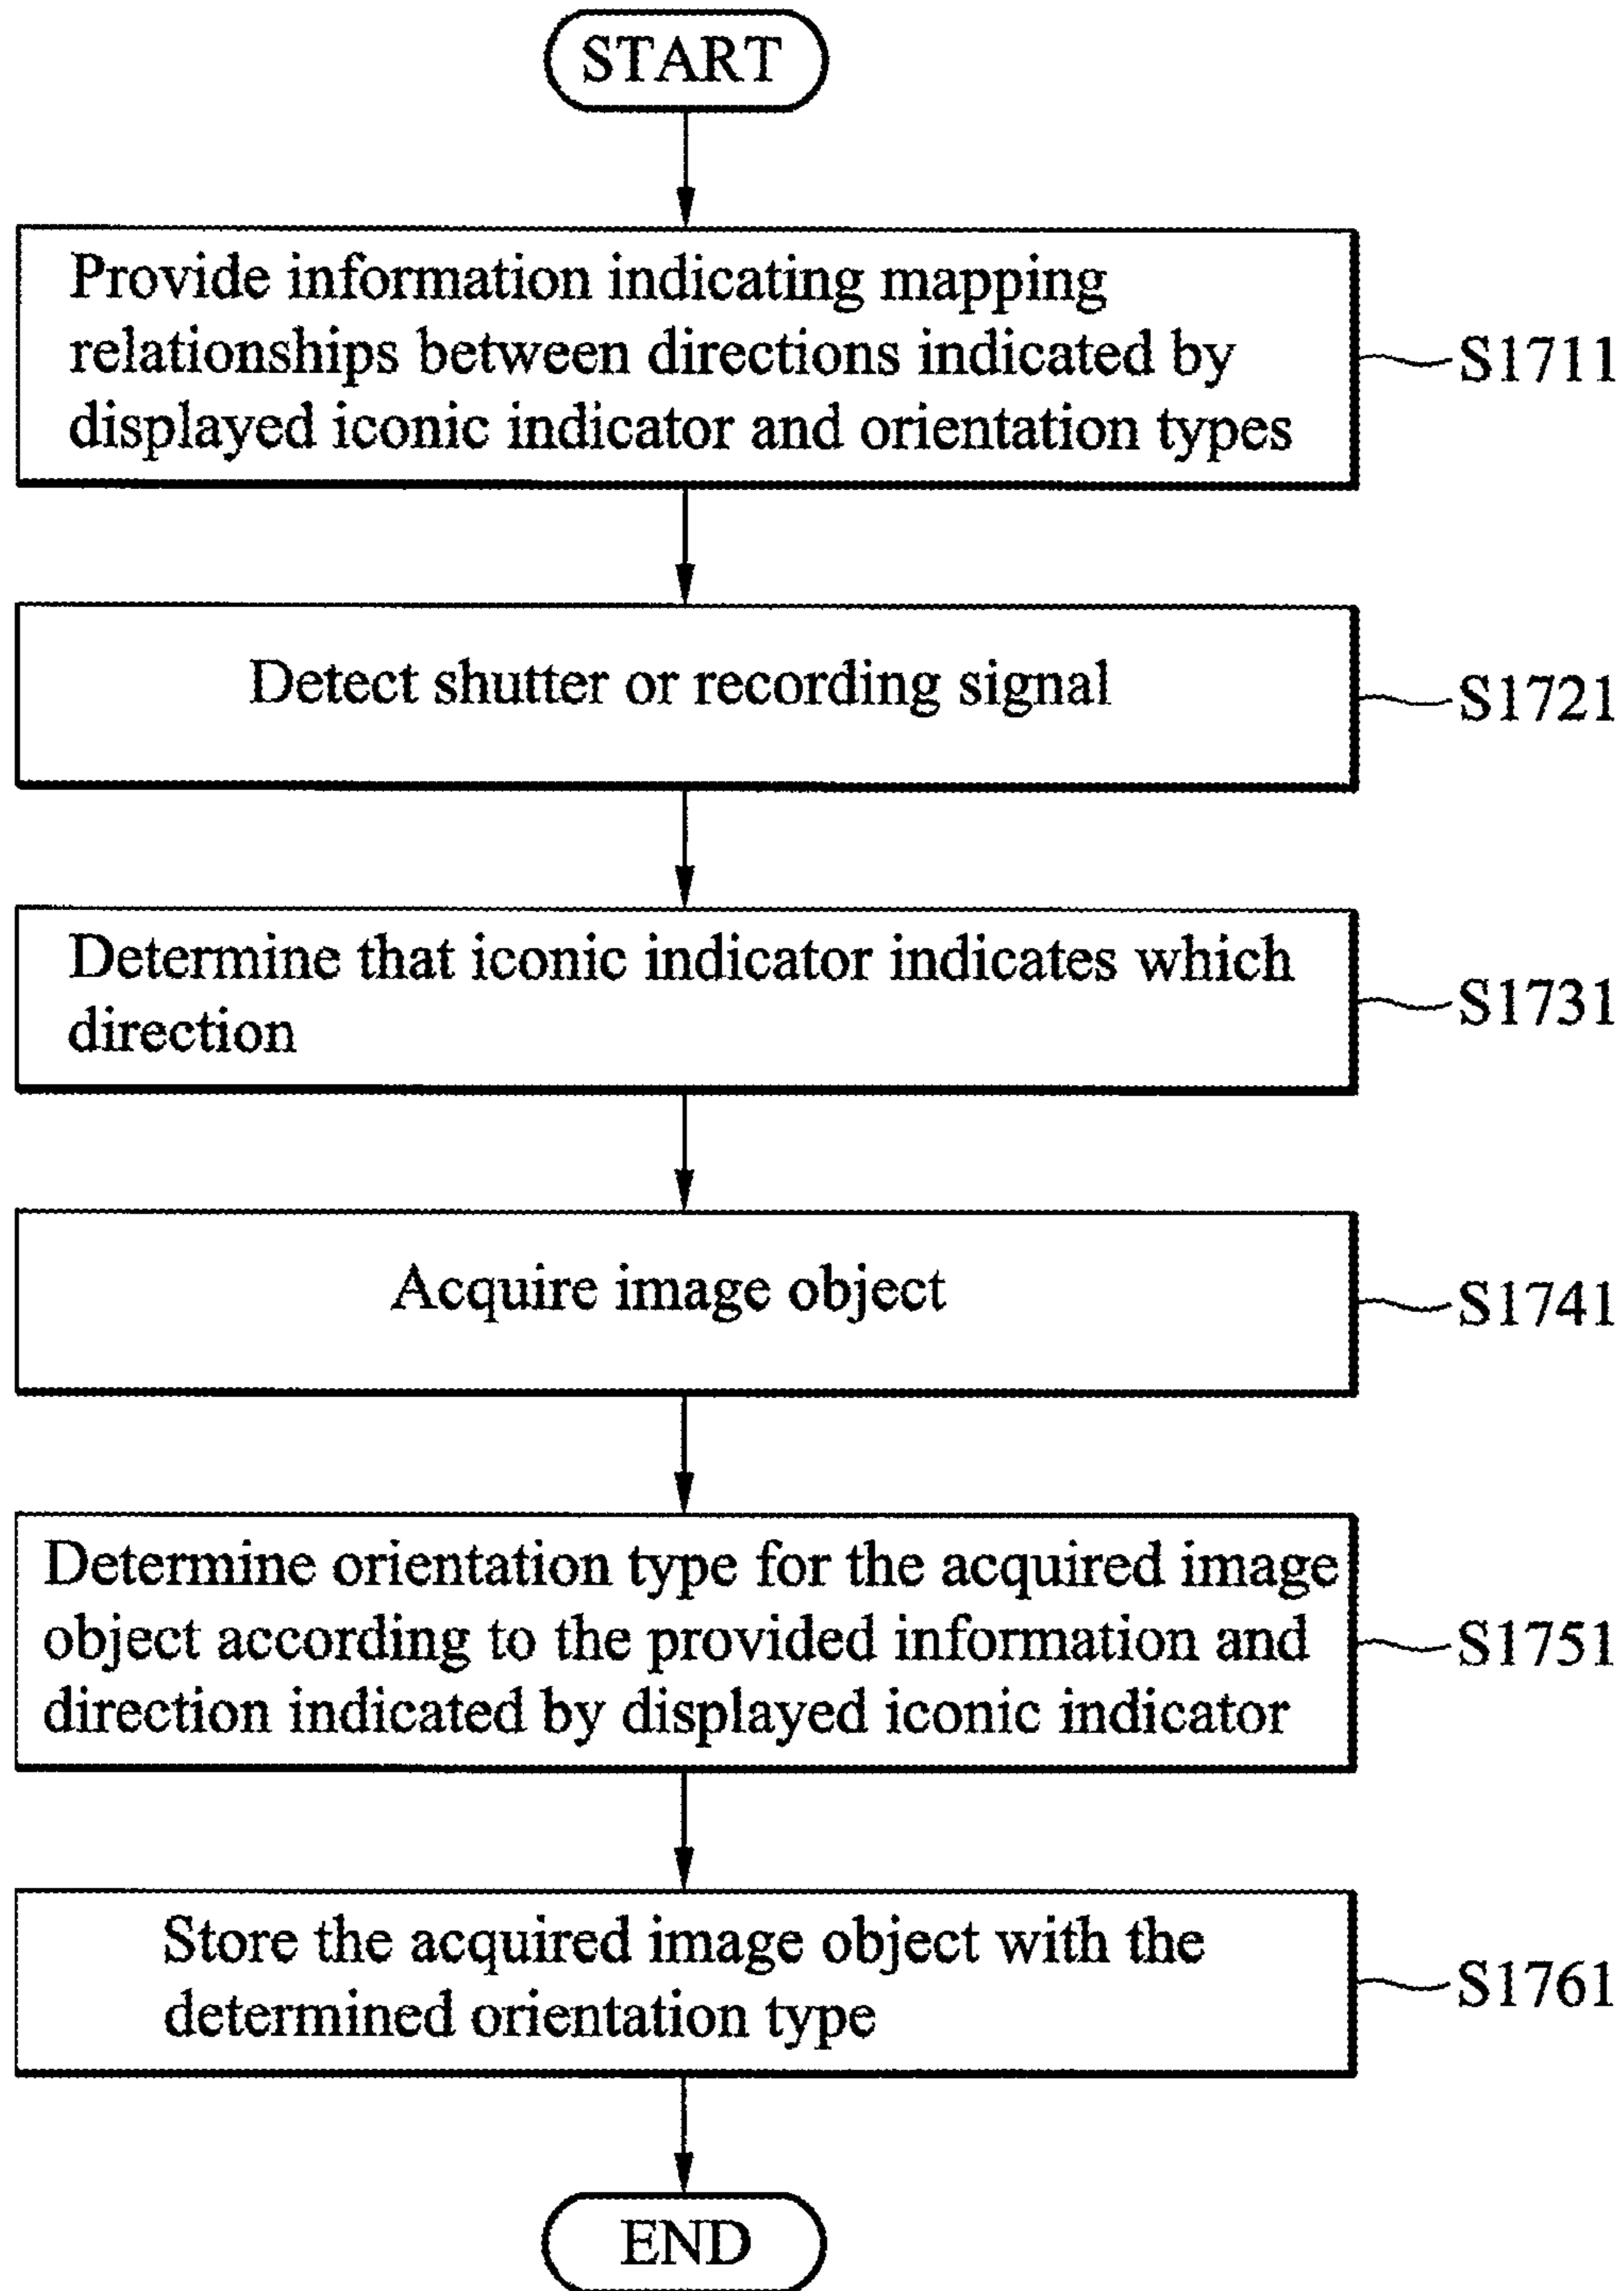 START
Provide information indicating mapping
relationships between directions indicated by
displayed iconic indicator and orientation types
S1711
Detect shutter or recording signal
S1721
Determine that iconic indicator indicates which
direction
S1731
Acquire image object
S1741
Determine orientation type for the acquired image
object according to the provided information and
direction indicated by displayed iconic indicator
S1751
Store the acquired image object with the
determined orientation type
S1761
END